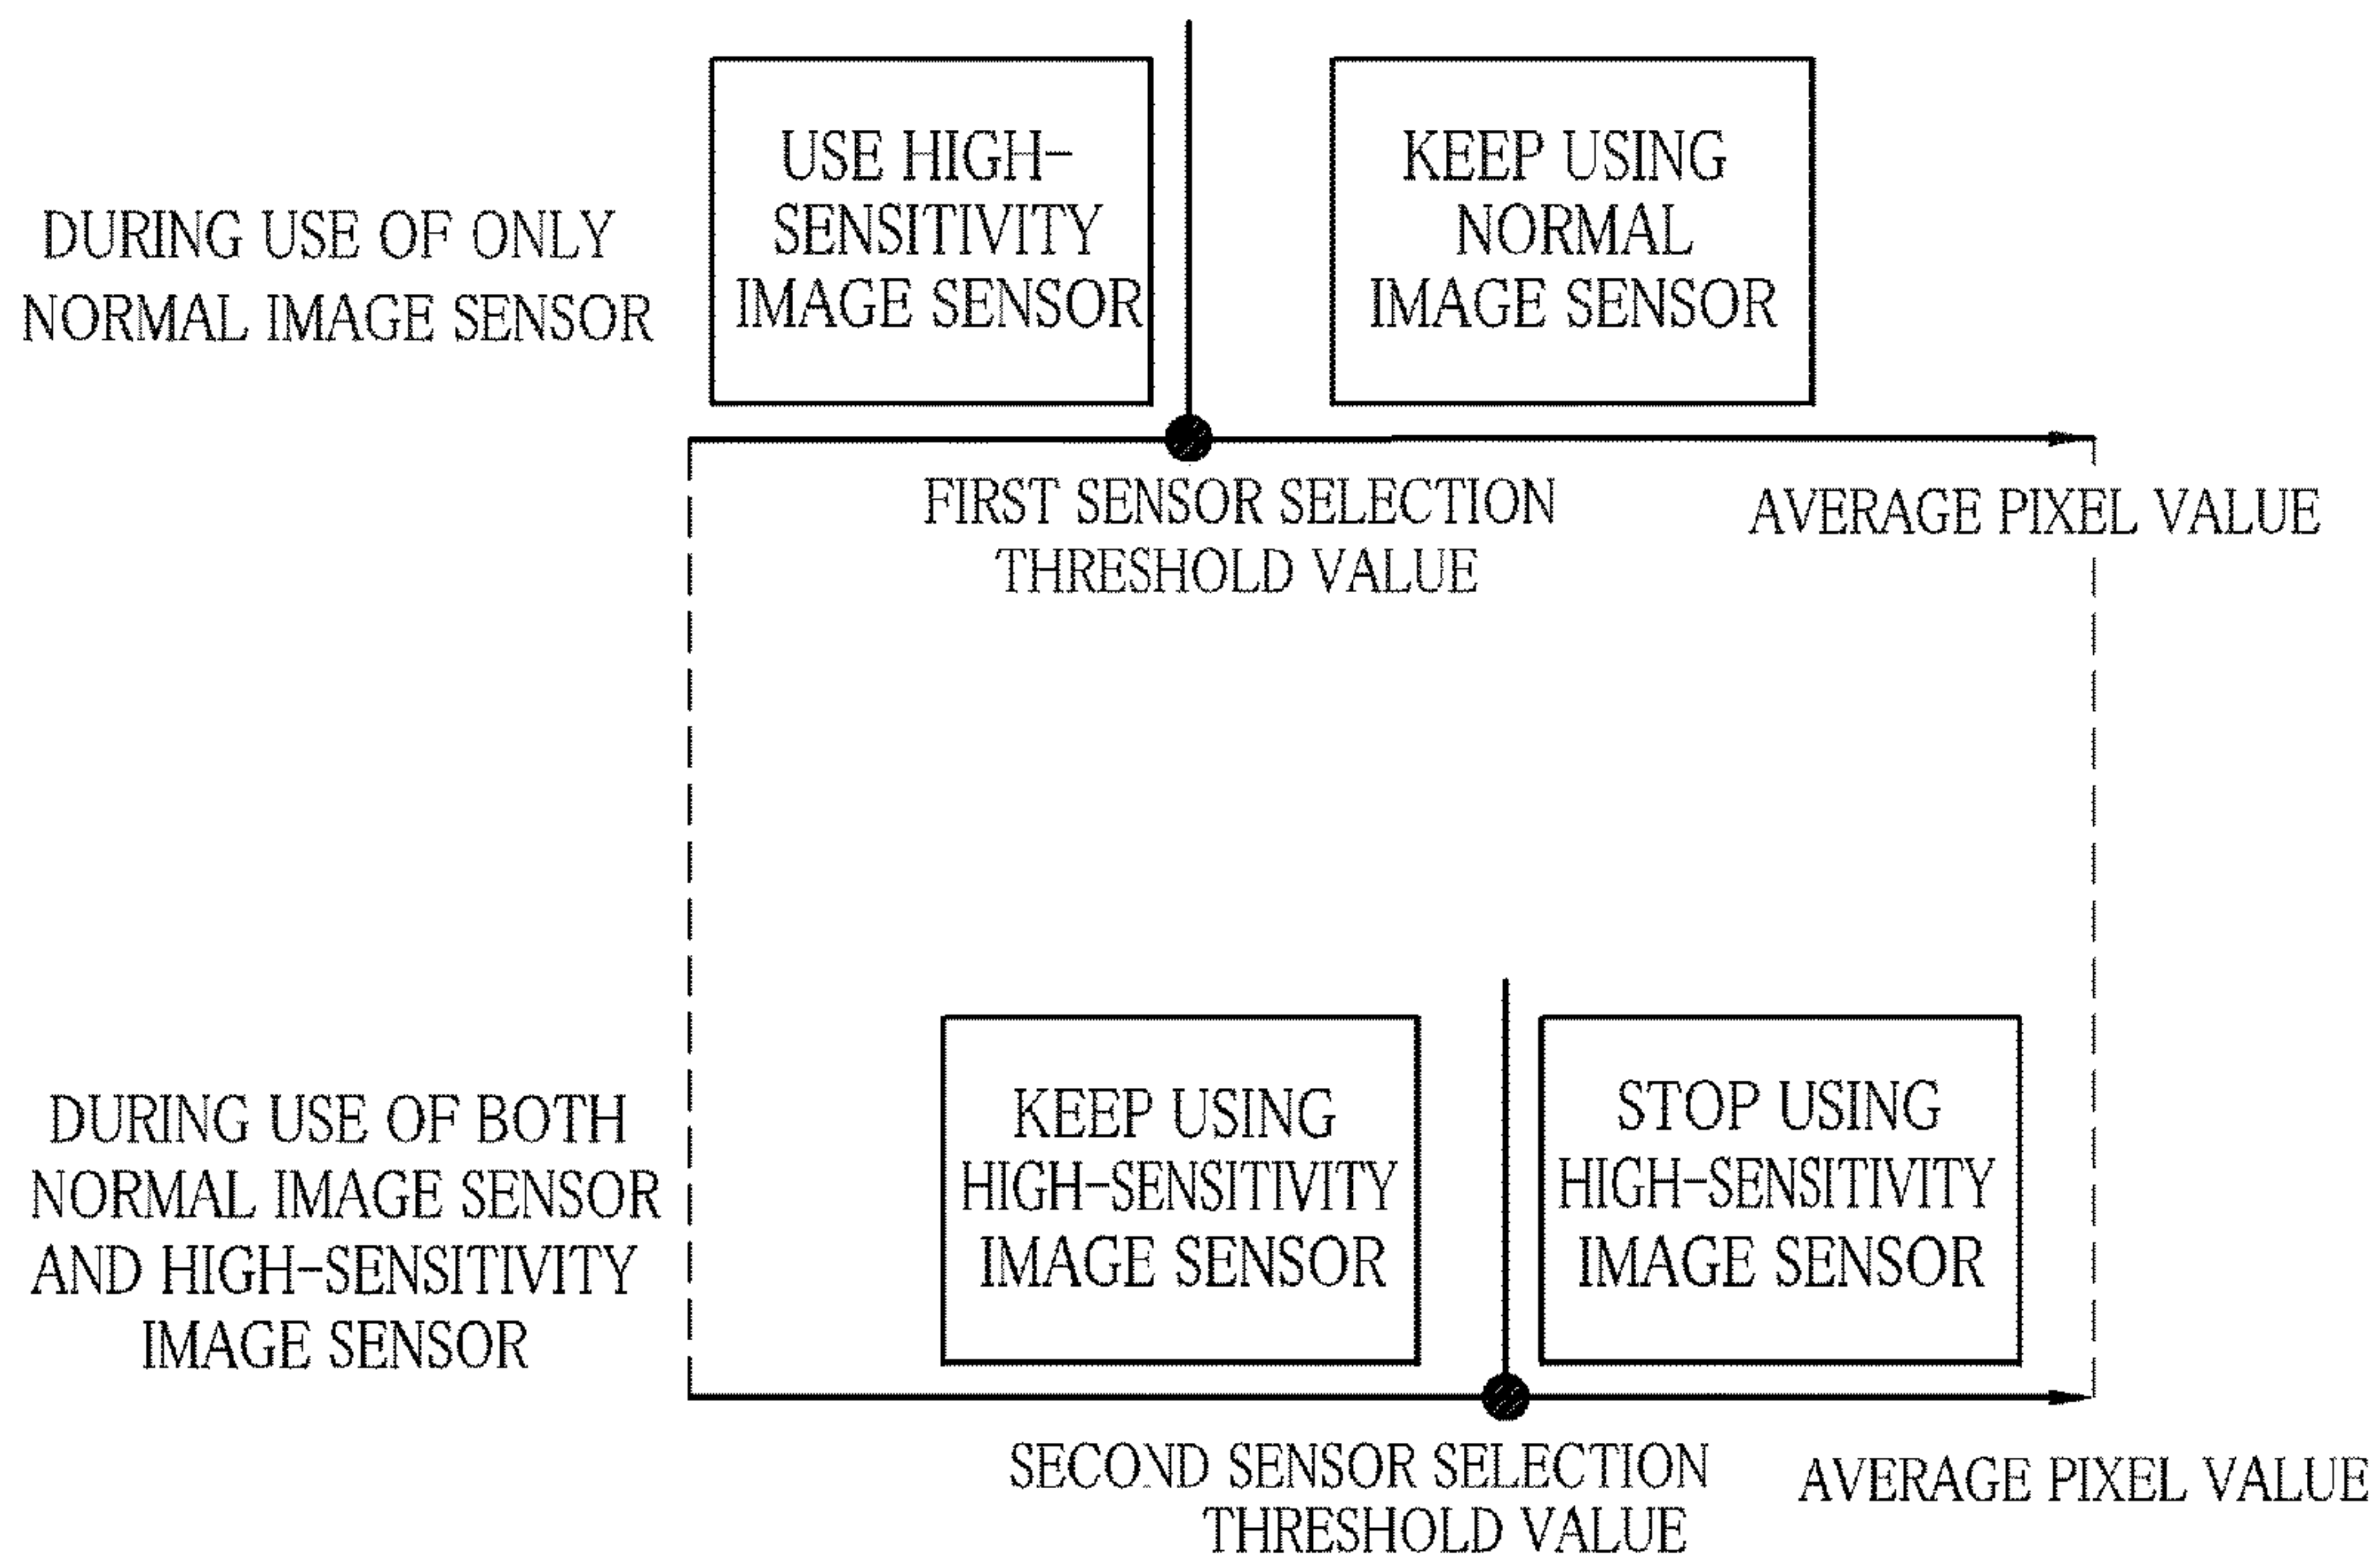 DURING USE OF ONLY
NORMAL IMAGE SENSOR
USE HIGH-
SENSITIVITY
IMAGE SENSOR
KEEP USING
NORMAL
IMAGE SENSOR
FIRST SENSOR SELECTION
THRESHOLD VALUE
AVERAGE PIXEL VALUE
DURING USE OF BOTH
NORMAL IMAGE SENSOR
AND HIGH-SENSITIVITY
IMAGE SENSOR
KEEP USING
HIGH-SENSITIVITY
IMAGE SENSOR
STOP USING
HIGH-SENSITIVITY
IMAGE SENSOR
SECOND SENSOR SELECTION
THRESHOLD VALUE
AVERAGE PIXEL VALUE